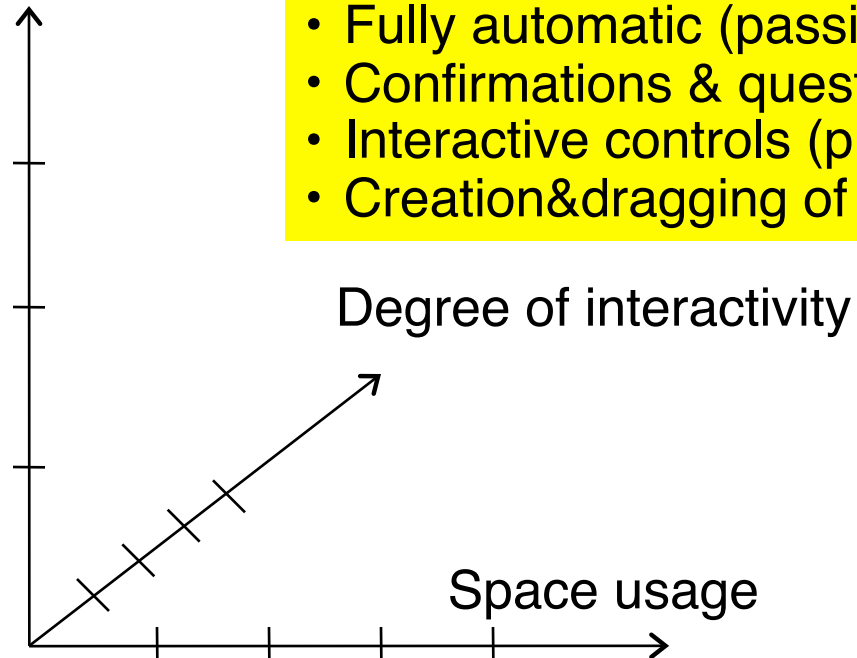 • Fully automatic (passi
• Confirmations & quest
• Interactive controls (p
• Creation&dragging of
Degree of interactivity
Space usage